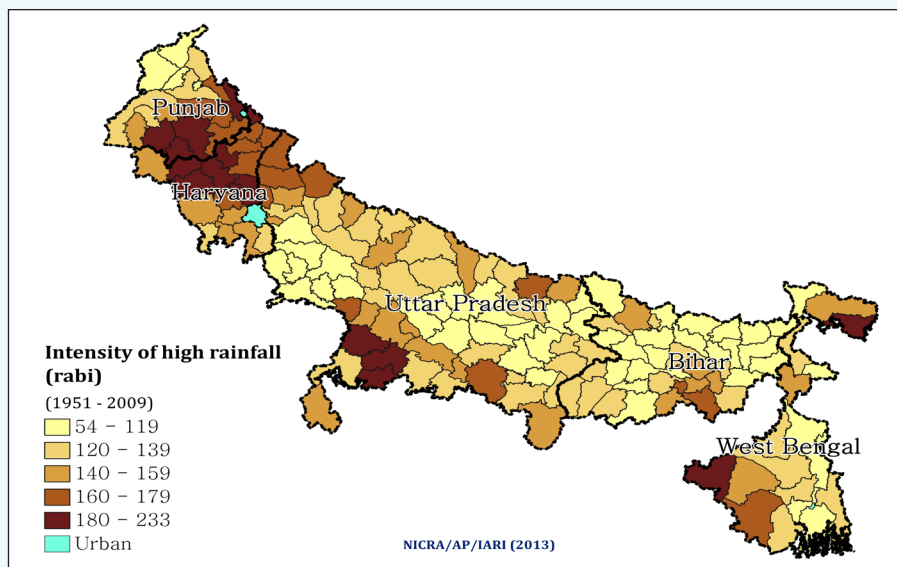 Punjab
Haryana
Uttar Pradesh
Bihar
West Bengal
Intensity of high rainfall
(rabi)
(1951 - 2009)
54 - 119
120 - 139
140 - 159
160 - 179
180 - 233
Urban
NICRA/AP/IARI (2013)